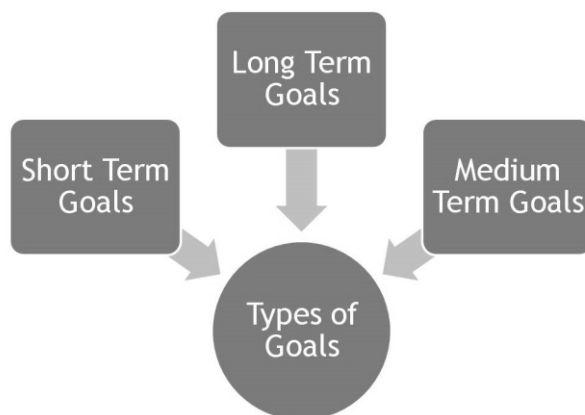 Long Term
Goals
Short Term
Goals
Medium
Term Goals
Types of
Goals